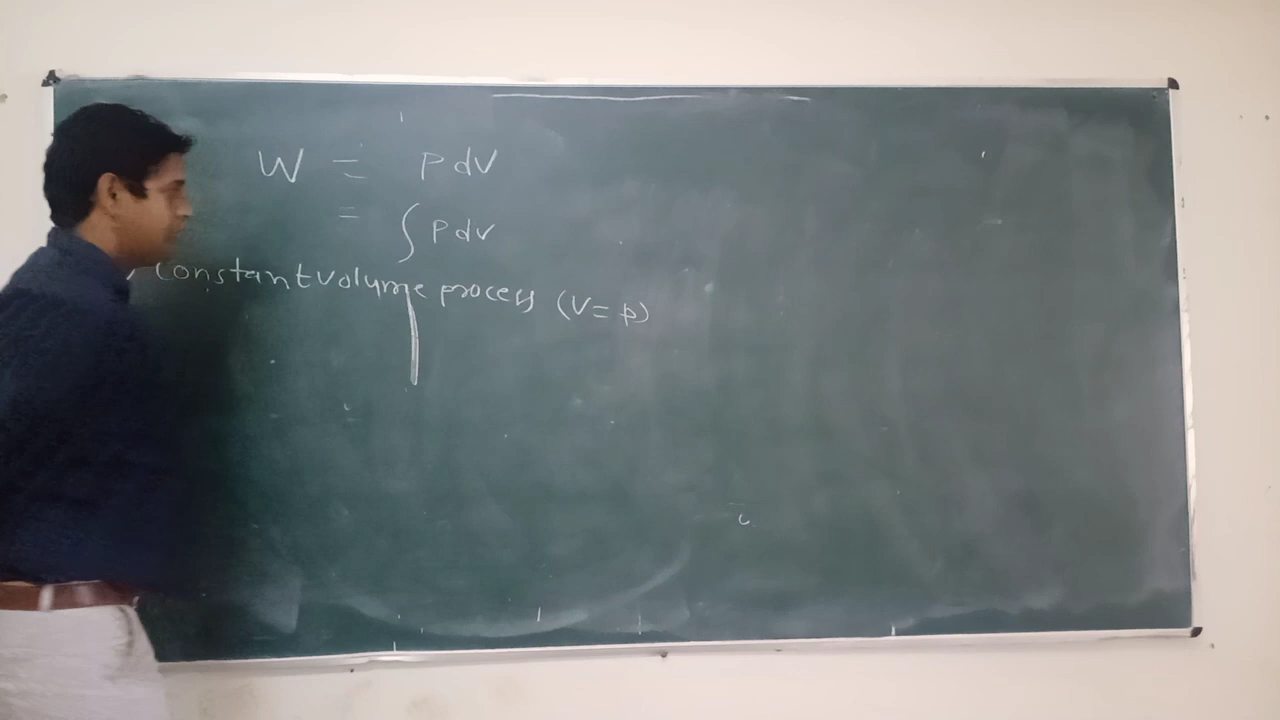 W = pdv
= ∫ pdv
constant volume process (V = p)